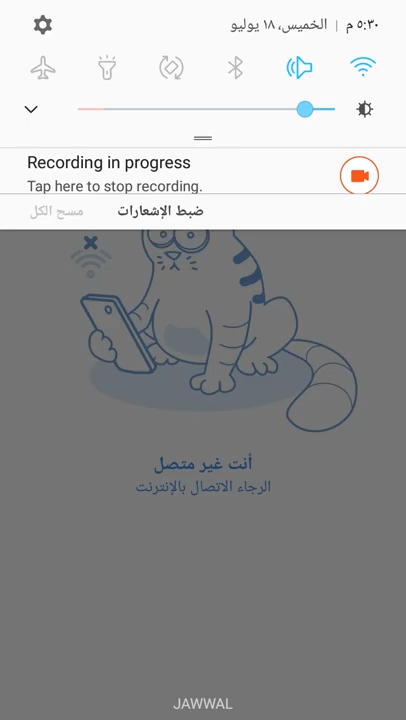 ٥:٣٠ م | الخميس، ١٨ يوليو
Recording in progress
Tap here to stop recording.
ضبط الإشعارات
مسح الكل
أنت غير متصل
الرجاء الاتصال بالإنترنت
JAWWAL